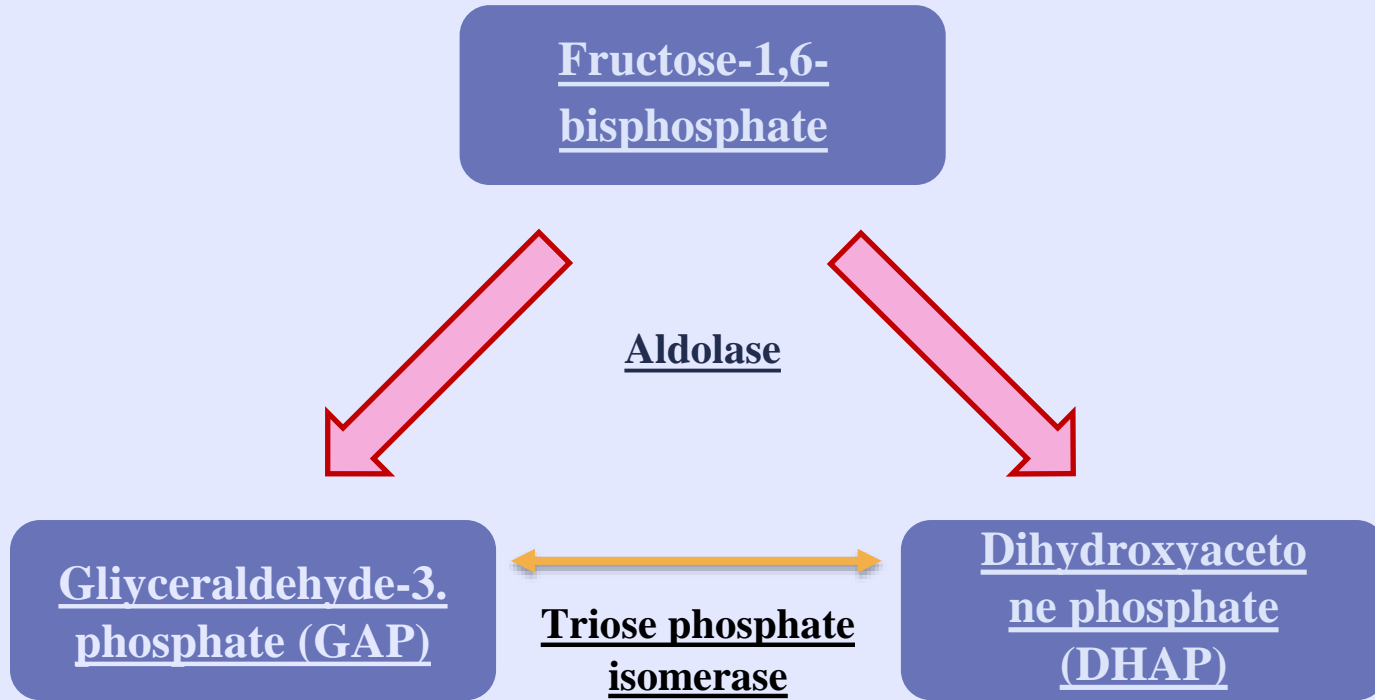 Fructose-1,6-
bisphosphate
Aldolase
Gliyceraldehyde-3.
phosphate (GAP)
Triose phosphate
isomerase
Dihydroxyaceto
ne phosphate
(DHAP)